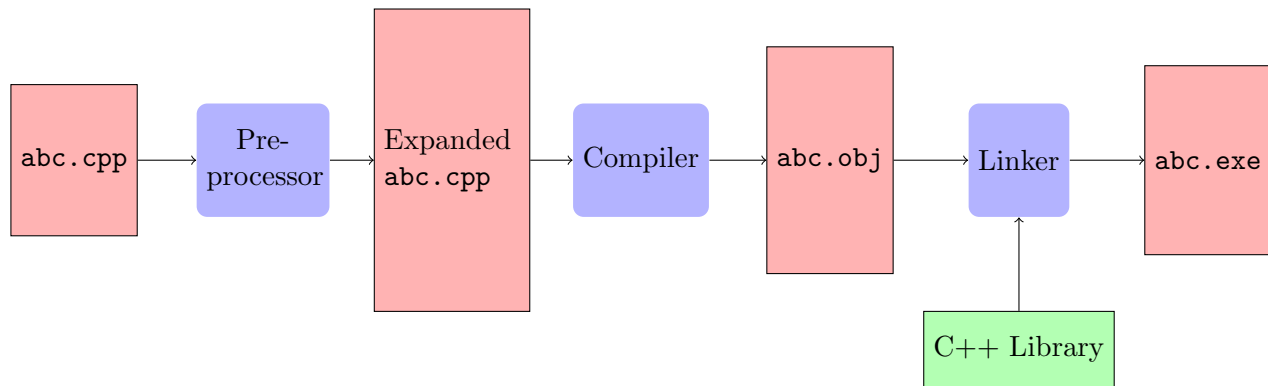 abc.cpp
Pre-
processor
Expanded
abc.cpp
Compiler
abc.obj
Linker
abc.exe
C++ Library